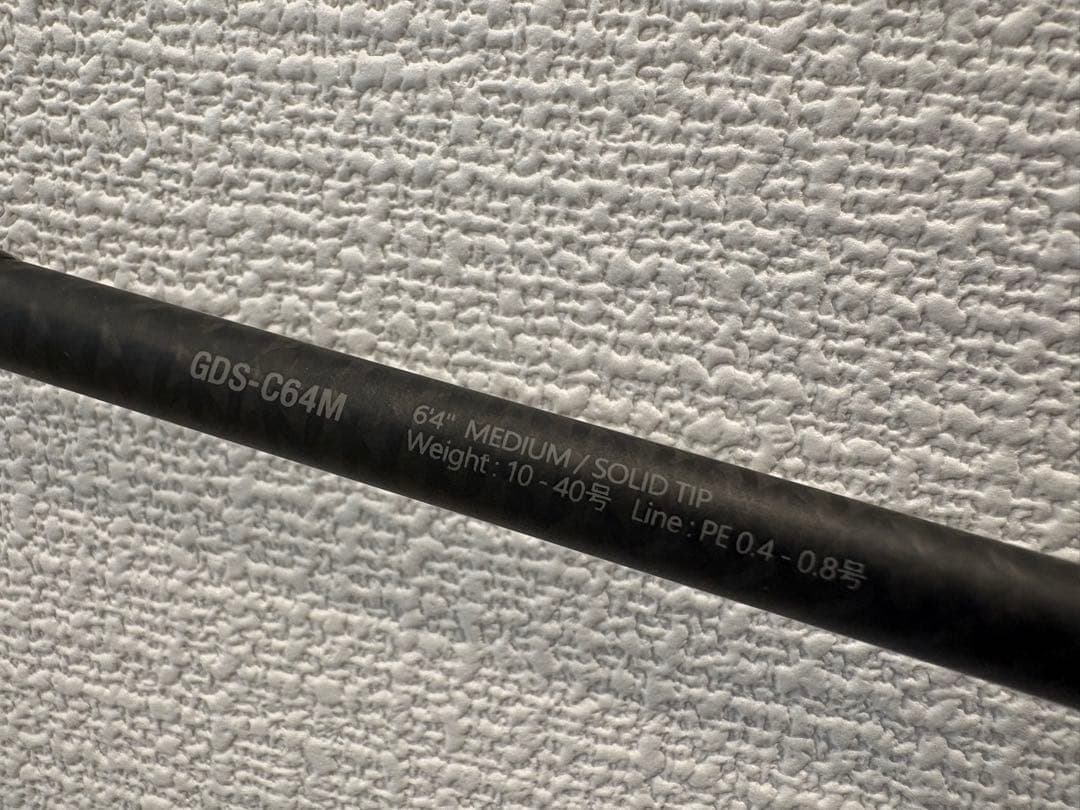 GDS-C64M
6'4" MEDIUM / SOLID TIP
Weight : 10 - 40号 Line : PE 0.4 - 0.8号